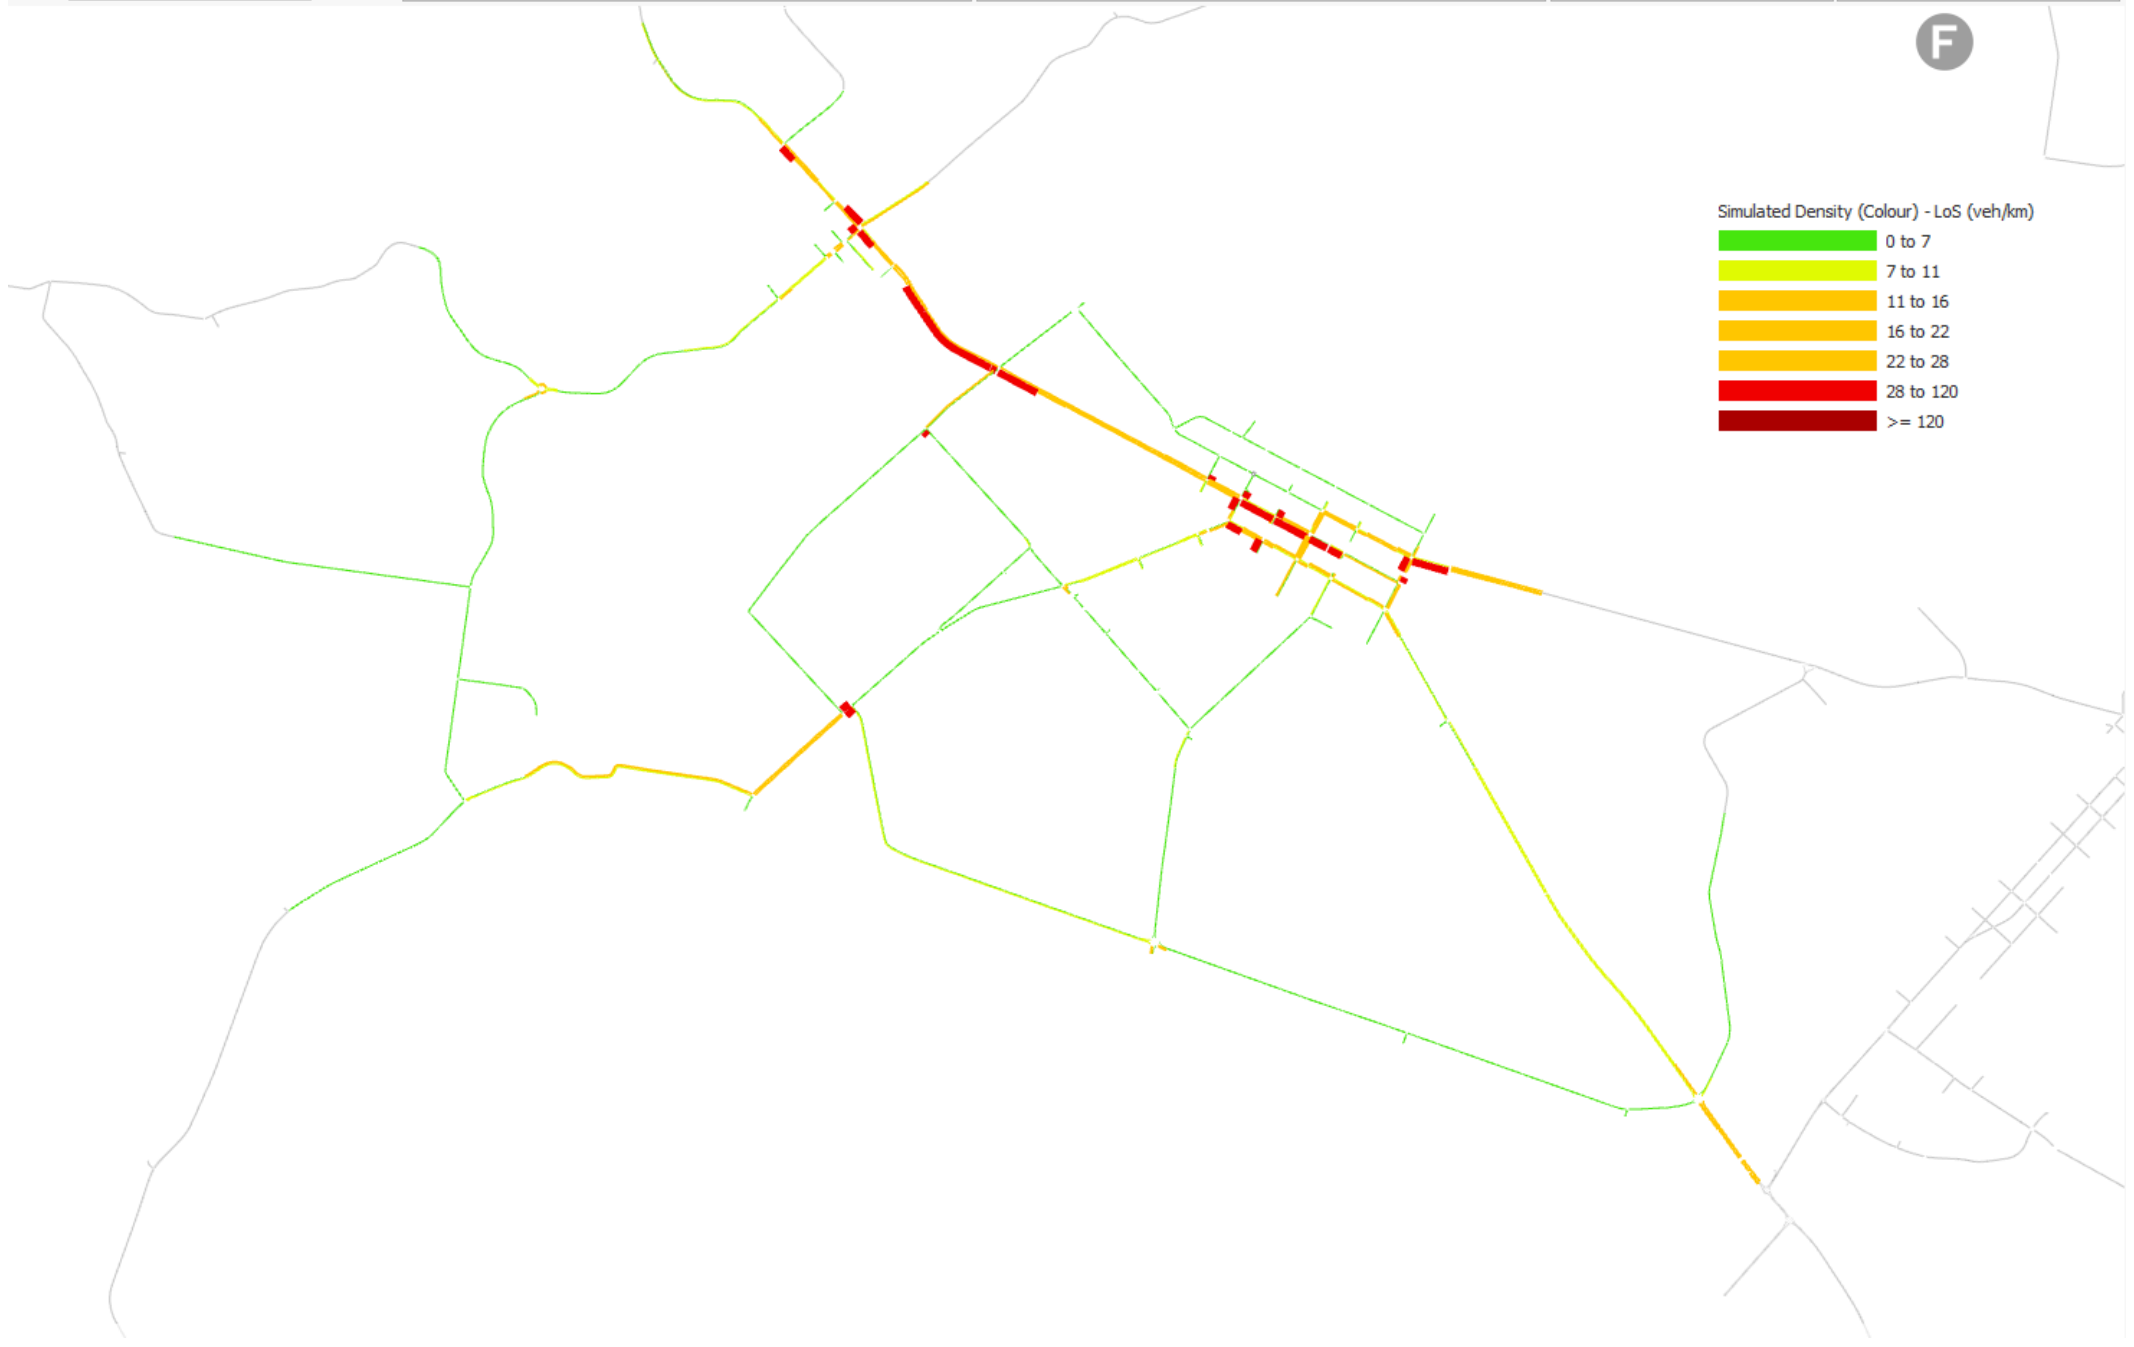 F
Simulated Density (Colour) - LoS (veh/km)
0 to 7
7 to 11
11 to 16
16 to 22
22 to 28
28 to 120
>= 120